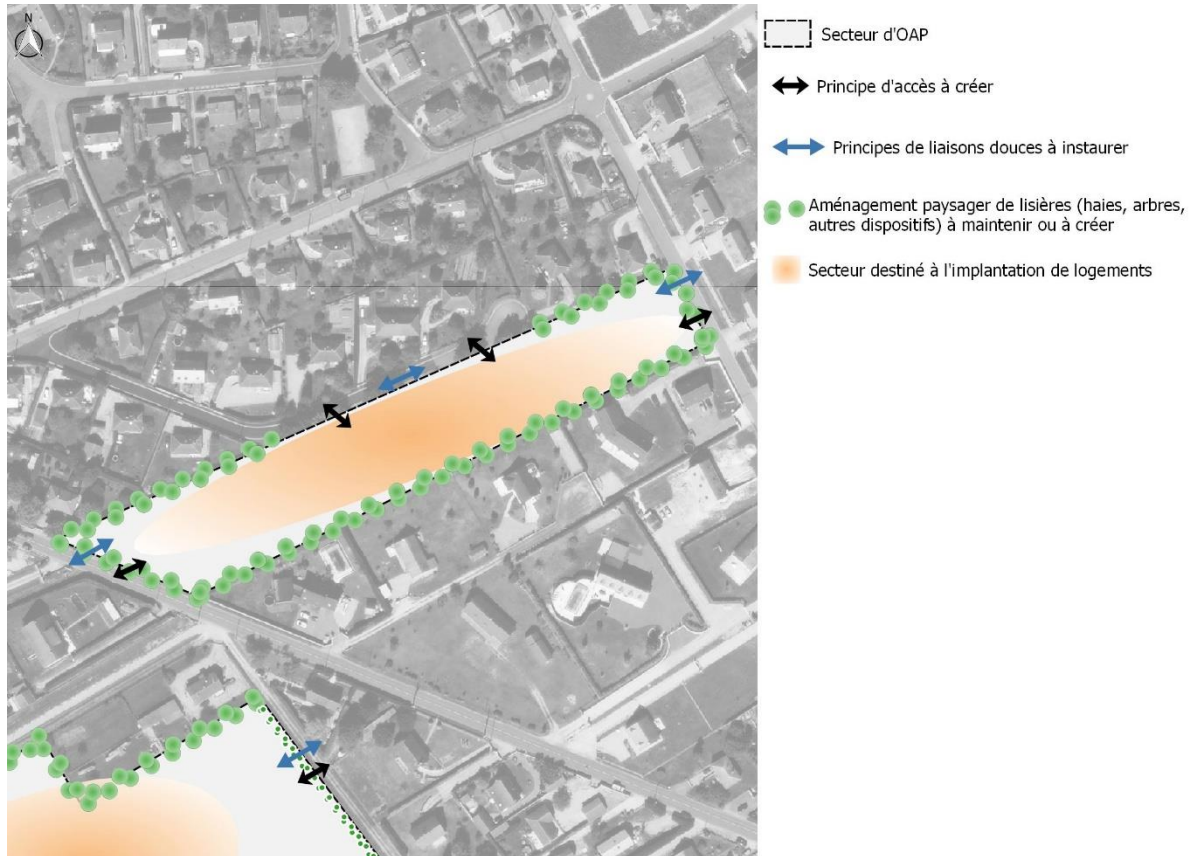 N
Secteur d'OAP
Principe d'accès à créer
Principes de liaisons douces à instaurer
Aménagement paysager de lisières (haies, arbres,
autres dispositifs) à maintenir ou à créer
Secteur destiné à l'implantation de logements